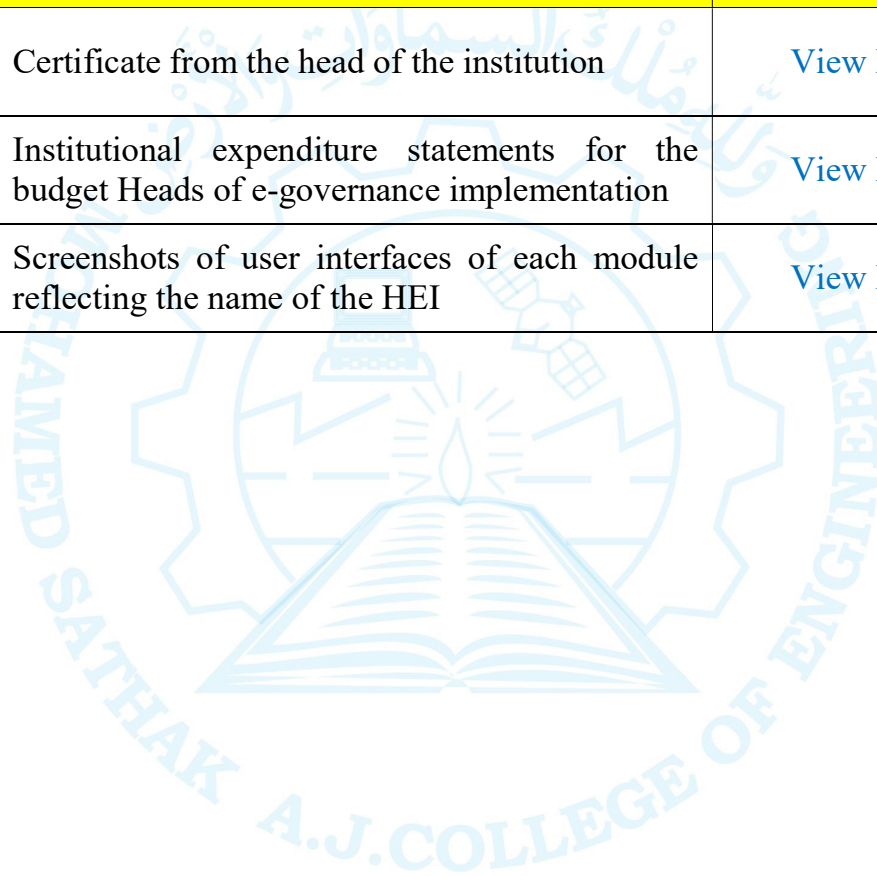 Certificate from the head of the institution
View
Institutional expenditure statements for the
budget Heads of e-governance implementation
View
Screenshots of user interfaces of each module
reflecting the name of the HEI
View
MOHAMED SATHAK A.J.COLLEGE OF ENGINEERING